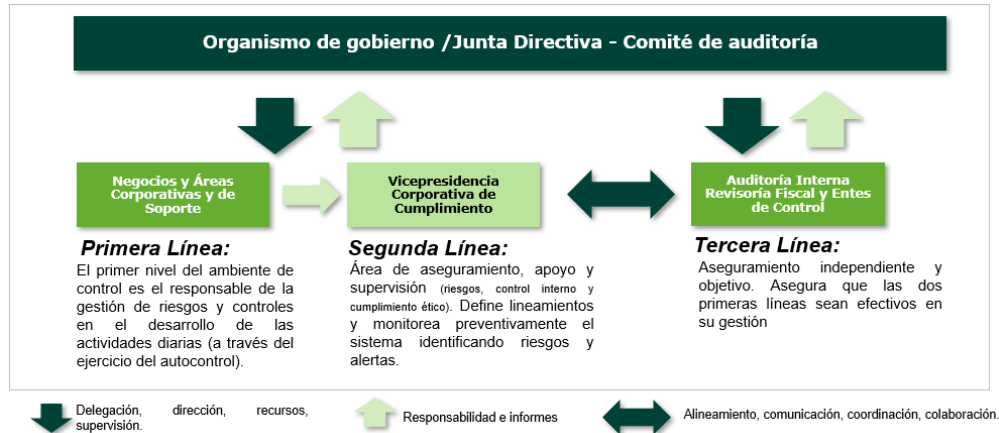 Organismo de gobierno /Junta Directiva - Comité de auditoría
Negocios y Áreas
Corporativas y de
Soporte
Vicepresidencia
Corporativa de
Cumplimiento
Auditoría Interna
Revisoría Fiscal y Entes
de Control
Primera Línea:
El primer nivel del ambiente de
control es el responsable de la
gestión de riesgos y controles
en el desarrollo de las
actividades diarias (a través del
ejercicio del autocontrol).
Segunda Línea:
Área de aseguramiento, apoyo y
supervisión (riesgos, control interno y
cumplimiento ético). Define lineamientos
y monitorea preventivamente el
sistema identificando riesgos y
alertas.
Tercera Línea:
Aseguramiento independiente y
objetivo. Asegura que las dos
primeras líneas sean efectivos en
su gestión
Delegación, dirección, recursos,
supervisión.
Responsabilidad e informes
Alineamiento, comunicación, coordinación, colaboración.